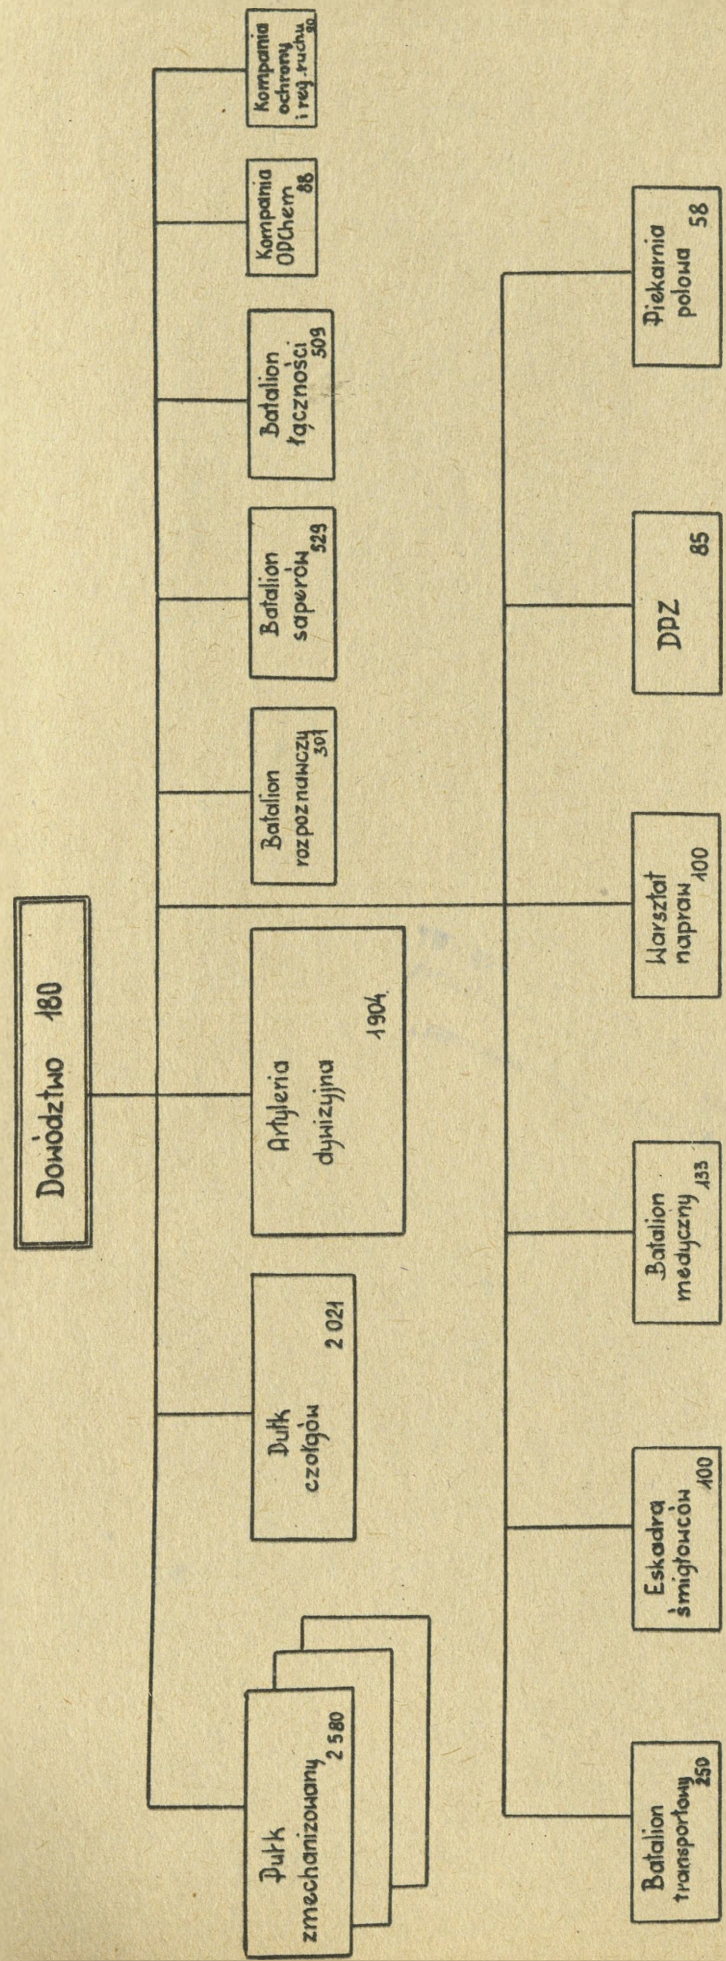 Dowództwo 180
Pułk
zmechanizowany
2 580
Pułk
czołgów
2 021
Artyleria
dywizyjna
1904
Batalion
rozpoznawczy
301
Batalion
saperów
529
Batalion
łączności
509
Kompania
OPChem
88
Kompania
ochrony
i reg. ruchu
90
Batalion
transportowy
250
Eskadra
śmigłowców
100
Batalion
medyczny
133
Warsztat
napraw 100
DPZ
85
Piekarnia
polowa
58